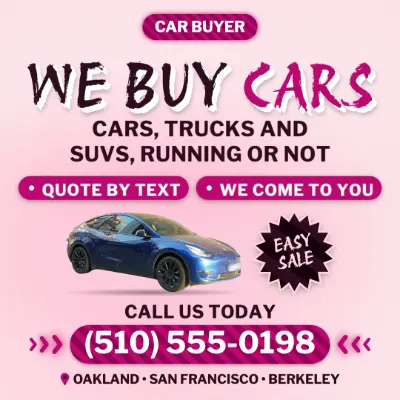 CAR BUYER
WE BUY CARS
CARS, TRUCKS AND
SUVS, RUNNING OR NOT
• QUOTE BY TEXT
• WE COME TO YOU
EASY
SALE
CALL US TODAY
(510) 555-0198
OAKLAND • SAN FRANCISCO • BERKELEY